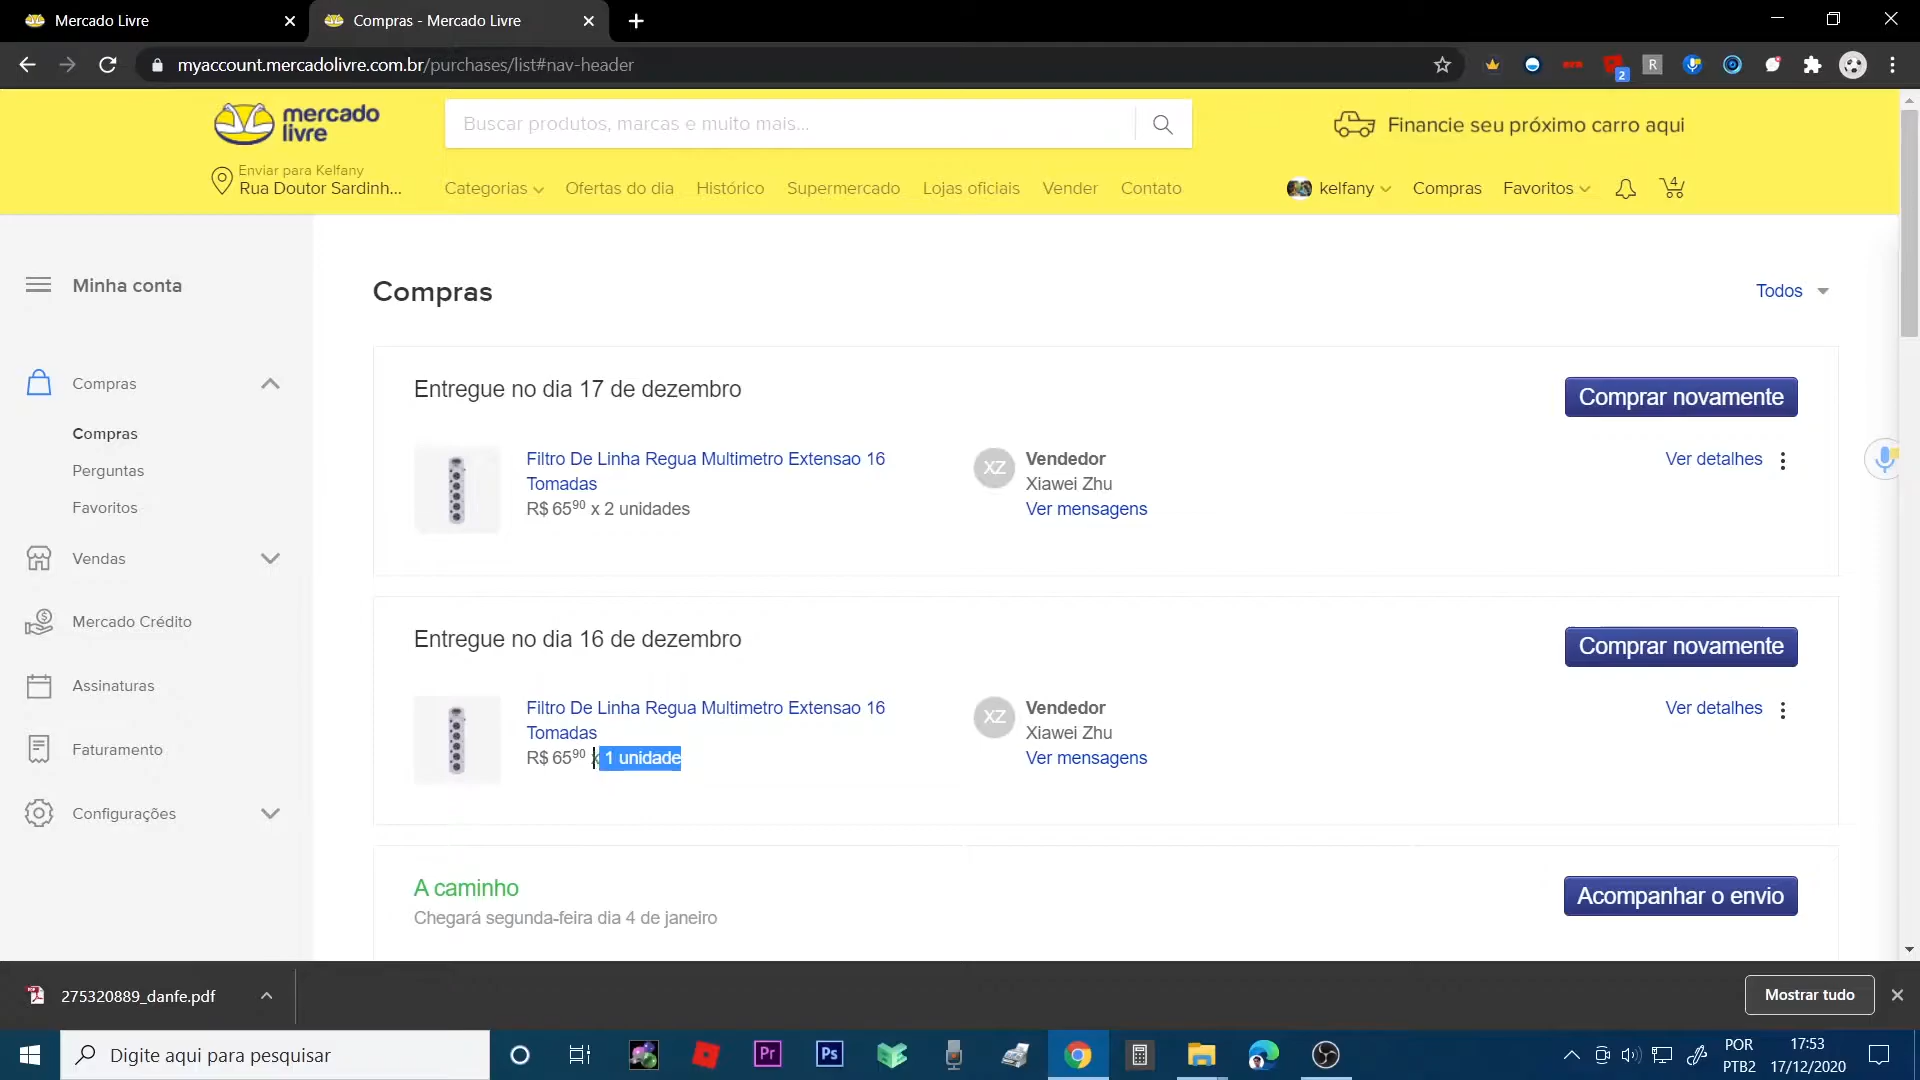 Mercado Livre
Compras - Mercado Livre
myaccount.mercadolivre.com.br/purchases/list#nav-header
2
R
mercado
livre
Buscar produtos, marcas e muito mais...
Financie seu próximo carro aqui
Enviar para Kelfany
Rua Doutor Sardinh...
Categorias
Ofertas do dia
Histórico
Supermercado
Lojas oficiais
Vender
Contato
kelfany
Compras
Favoritos
4
Minha conta
Compras
Compras
Perguntas
Favoritos
Vendas
Mercado Crédito
Assinaturas
Faturamento
Configurações
Compras
Todos
Entregue no dia 17 de dezembro
Comprar novamente
Filtro De Linha Regua Multimetro Extensao 16
Tomadas
R$ 65⁹⁰ x 2 unidades
XZ
Vendedor
Xiawei Zhu
Ver mensagens
Ver detalhes
Entregue no dia 16 de dezembro
Comprar novamente
Filtro De Linha Regua Multimetro Extensao 16
Tomadas
R$ 65⁹⁰ x 1 unidade
XZ
Vendedor
Xiawei Zhu
Ver mensagens
Ver detalhes
A caminho
Chegará segunda-feira dia 4 de janeiro
Acompanhar o envio
275320889_danfe.pdf
Mostrar tudo
Digite aqui para pesquisar
Pr
Ps
POR
PTB2
17:53
17/12/2020